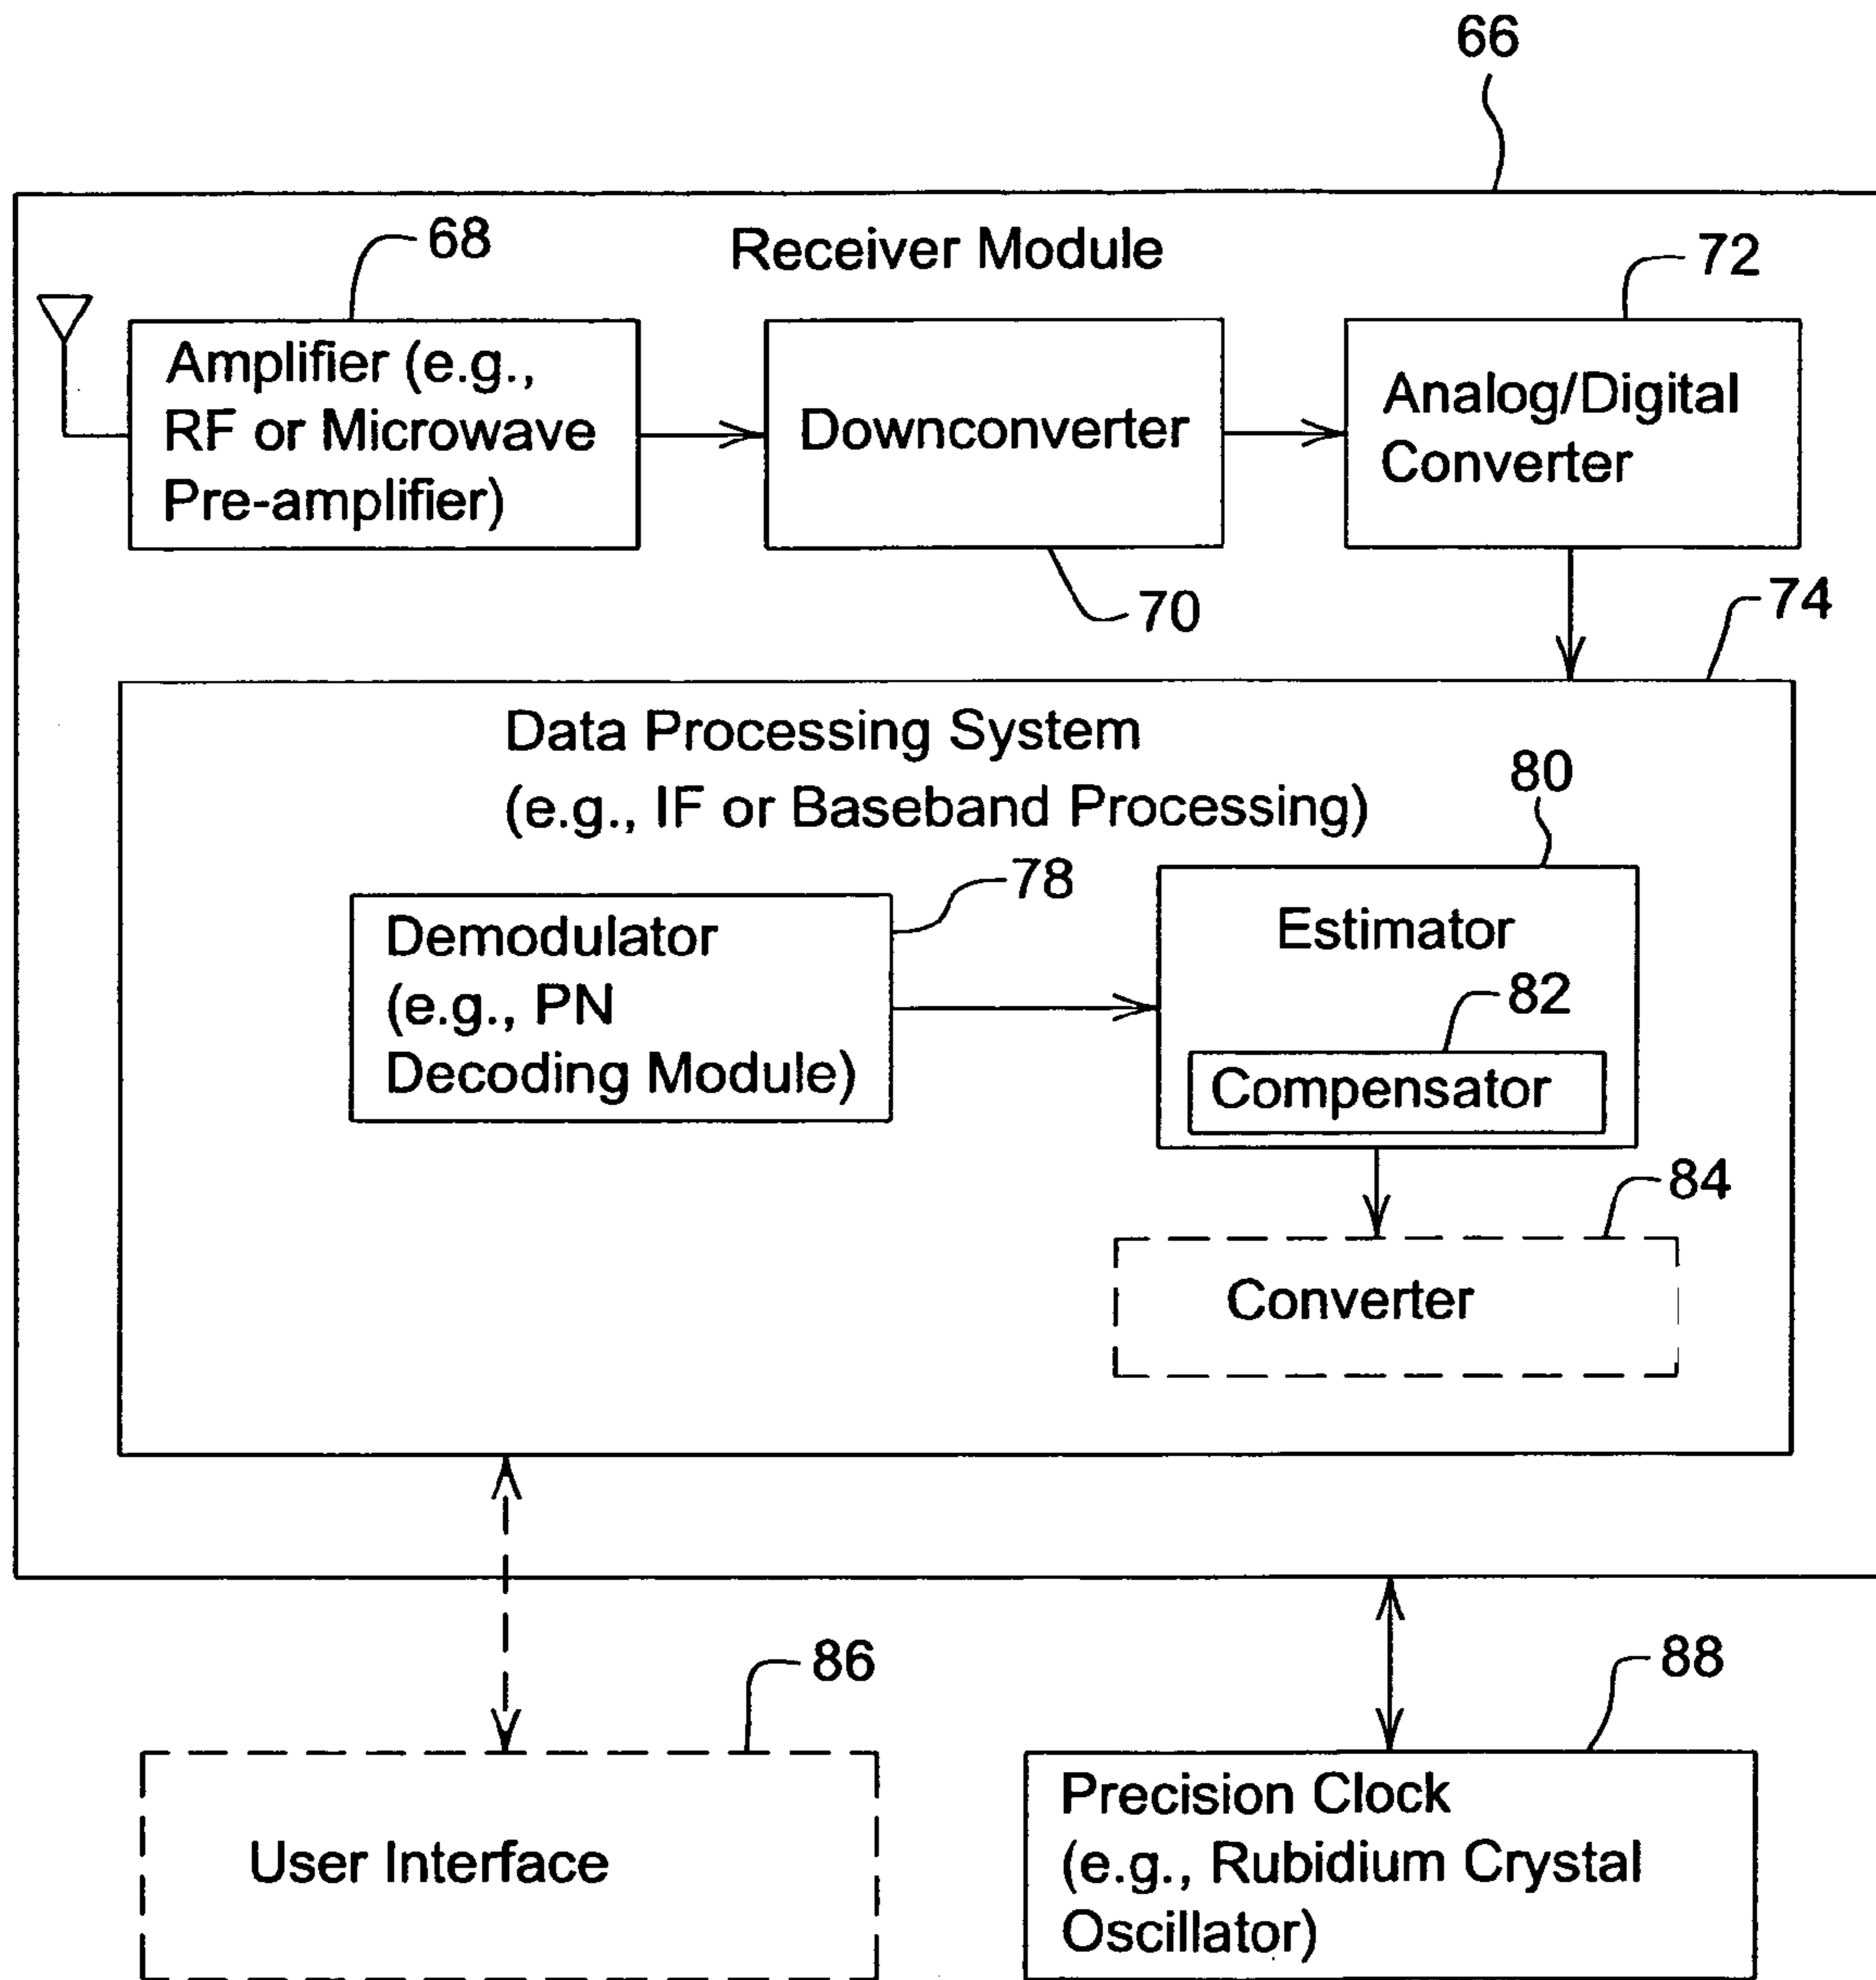 66
Receiver Module
68
72
Amplifier (e.g.,
RF or Microwave
Pre-amplifier)
Downconverter
Analog/Digital
Converter
70
74
Data Processing System
(e.g., IF or Baseband Processing)
80
78
Demodulator
(e.g., PN
Decoding Module)
Estimator
82
Compensator
84
Converter
86
88
User Interface
Precision Clock
(e.g., Rubidium Crystal
Oscillator)